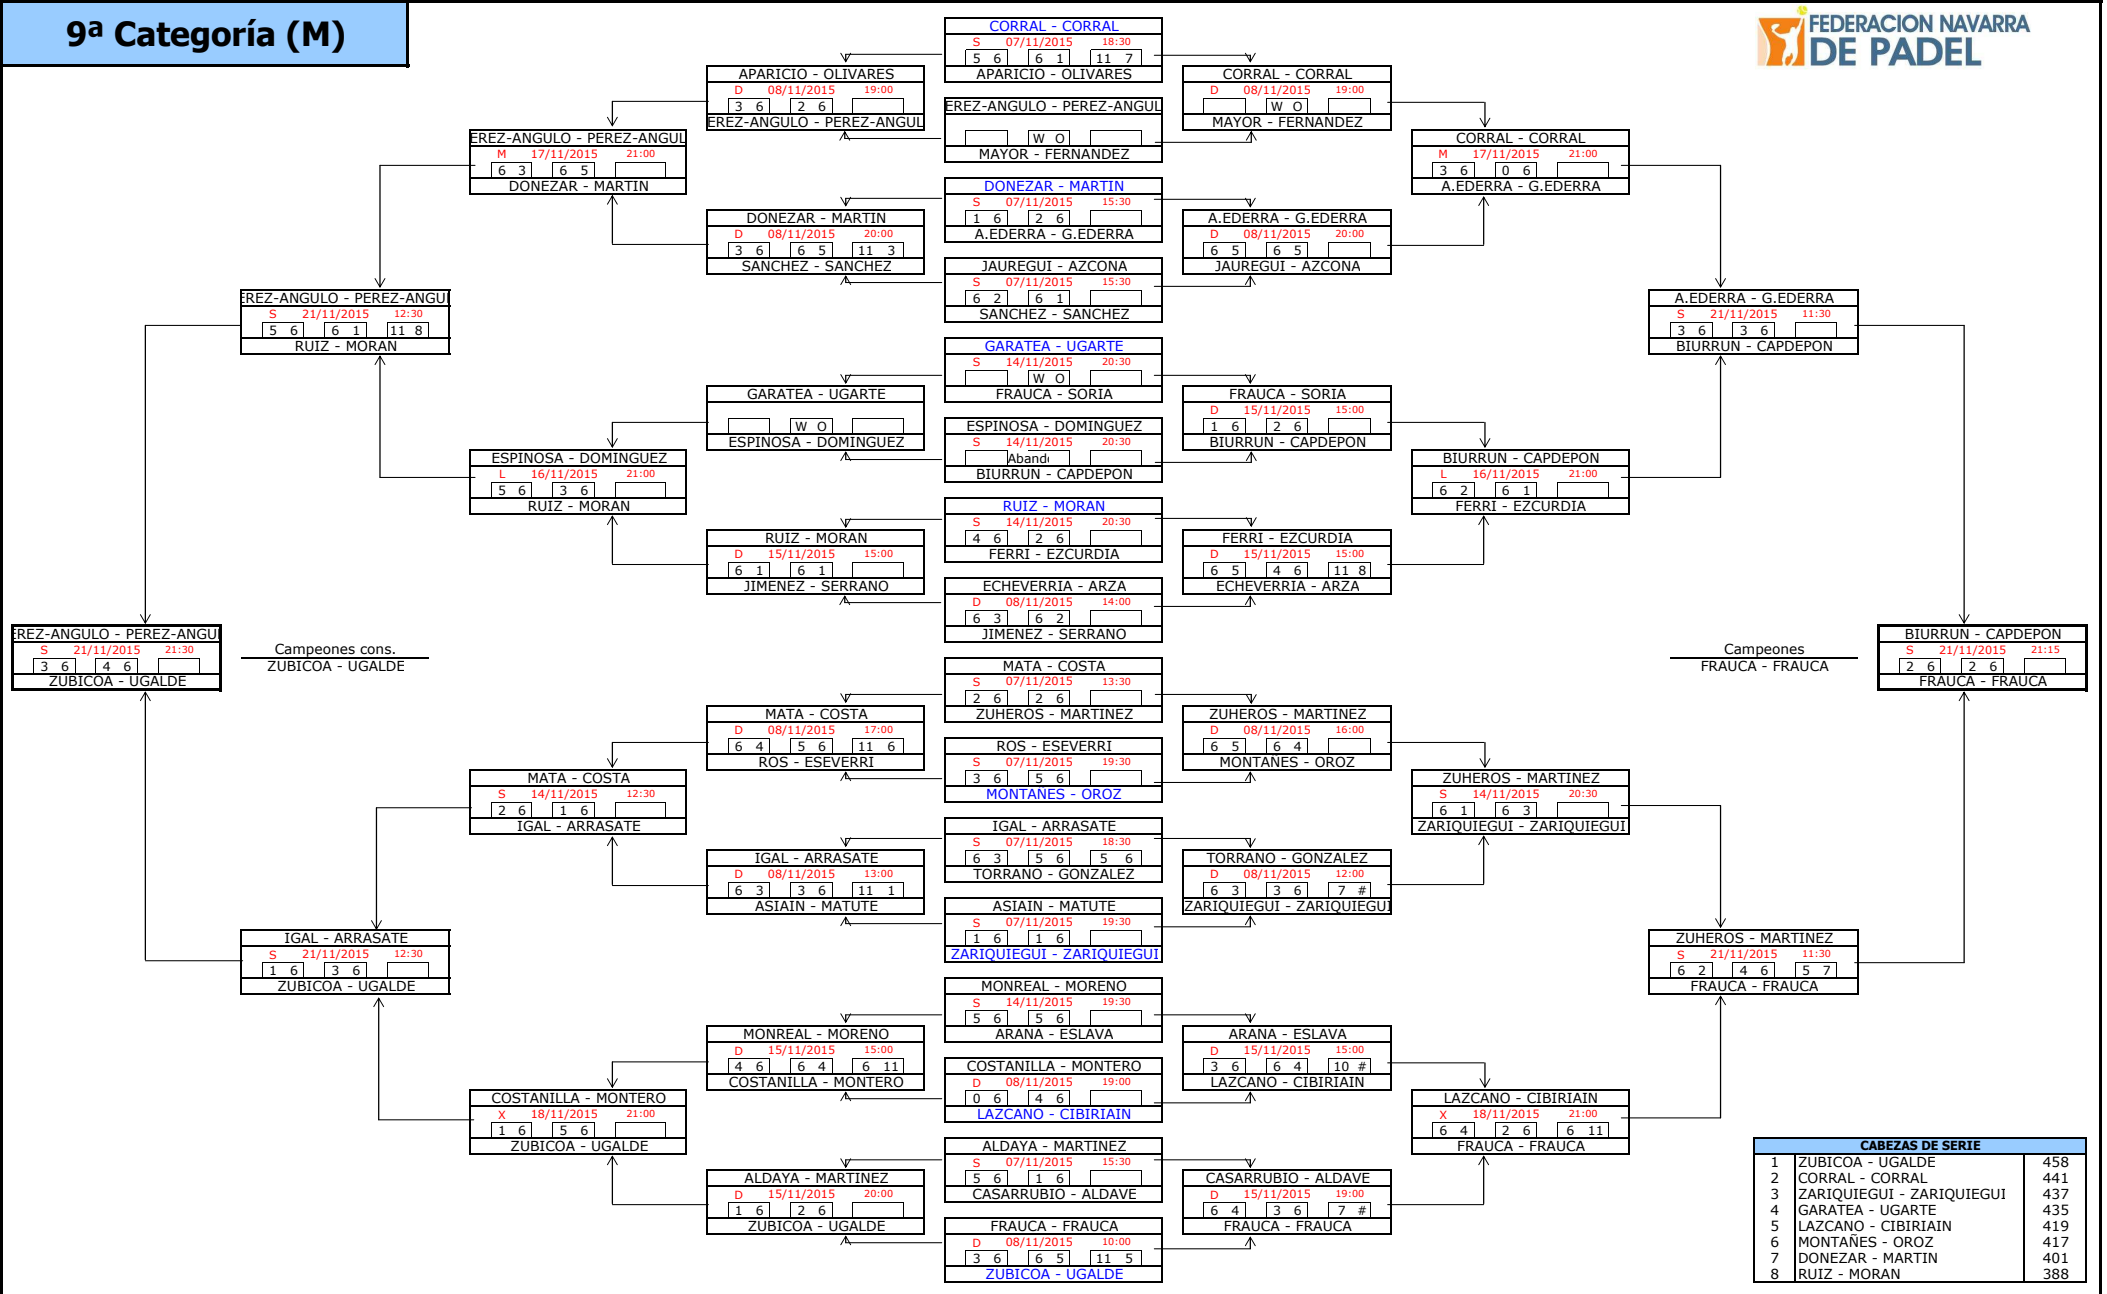 9ª Categoría (M)
FEDERACION NAVARRA
DE PADEL
EREZ-ANGULO - PEREZ-ANGUI
S 21/11/2015 21:30
3 6 4 6
ZUBICOA - UGALDE
Campeones cons.
ZUBICOA - UGALDE
EREZ-ANGULO - PEREZ-ANGUI
S 21/11/2015 12:30
5 6 6 1 11 8
RUIZ - MORAN
IGAL - ARRASATE
S 21/11/2015 12:30
1 6 3 6
ZUBICOA - UGALDE
EREZ-ANGULO - PEREZ-ANGUL
M 17/11/2015 21:00
6 3 6 5
DONEZAR - MARTIN
ESPINOSA - DOMINGUEZ
L 16/11/2015 21:00
5 6 3 6
RUIZ - MORAN
MATA - COSTA
S 14/11/2015 12:30
2 6 1 6
IGAL - ARRASATE
COSTANILLA - MONTERO
X 18/11/2015 21:00
1 6 5 6
ZUBICOA - UGALDE
APARICIO - OLIVARES
D 08/11/2015 19:00
3 6 2 6
EREZ-ANGULO - PEREZ-ANGUL
DONEZAR - MARTIN
D 08/11/2015 20:00
3 6 6 5 11 3
SANCHEZ - SANCHEZ
GARATEA - UGARTE
W O
ESPINOSA - DOMINGUEZ
RUIZ - MORAN
D 15/11/2015 15:00
6 1 6 1
JIMENEZ - SERRANO
MATA - COSTA
D 08/11/2015 17:00
6 4 5 6 11 6
ROS - ESEVERRI
IGAL - ARRASATE
D 08/11/2015 13:00
6 3 3 6 11 1
ASIAIN - MATUTE
MONREAL - MORENO
D 15/11/2015 15:00
4 6 6 4 6 11
COSTANILLA - MONTERO
ALDAYA - MARTINEZ
D 15/11/2015 20:00
1 6 2 6
ZUBICOA - UGALDE
CORRAL - CORRAL
S 07/11/2015 18:30
5 6 6 1 11 7
APARICIO - OLIVARES
EREZ-ANGULO - PEREZ-ANGUL
W O
MAYOR - FERNANDEZ
DONEZAR - MARTIN
S 07/11/2015 15:30
1 6 2 6
A.EDERRA - G.EDERRA
JAUREGUI - AZCONA
S 07/11/2015 15:30
6 2 6 1
SANCHEZ - SANCHEZ
GARATEA - UGARTE
S 14/11/2015 20:30
W O
FRAUCA - SORIA
ESPINOSA - DOMINGUEZ
S 14/11/2015 20:30
Aband
BIURRUN - CAPDEPON
RUIZ - MORAN
S 14/11/2015 20:30
4 6 2 6
FERRI - EZCURDIA
ECHEVERRIA - ARZA
D 08/11/2015 14:00
6 3 6 2
JIMENEZ - SERRANO
MATA - COSTA
S 07/11/2015 13:30
2 6 2 6
ZUHEROS - MARTINEZ
ROS - ESEVERRI
S 07/11/2015 19:30
3 6 5 6
MONTAÑES - OROZ
IGAL - ARRASATE
S 07/11/2015 18:30
6 3 5 6 5 6
TORRANO - GONZALEZ
ASIAIN - MATUTE
S 07/11/2015 19:30
1 6 1 6
ZARIQUIEGUI - ZARIQUIEGUI
MONREAL - MORENO
S 14/11/2015 19:30
5 6 5 6
ARANA - ESLAVA
COSTANILLA - MONTERO
D 08/11/2015 19:00
0 6 4 6
LAZCANO - CIBIRIAIN
ALDAYA - MARTINEZ
S 07/11/2015 15:30
5 6 1 6
CASARRUBIO - ALDAVE
FRAUCA - FRAUCA
D 08/11/2015 10:00
3 6 6 5 11 5
ZUBICOA - UGALDE
CORRAL - CORRAL
D 08/11/2015 19:00
W O
MAYOR - FERNANDEZ
A.EDERRA - G.EDERRA
D 08/11/2015 20:00
6 5 6 5
JAUREGUI - AZCONA
FRAUCA - SORIA
D 15/11/2015 15:00
1 6 2 6
BIURRUN - CAPDEPON
FERRI - EZCURDIA
D 15/11/2015 15:00
6 5 4 6 11 8
ECHEVERRIA - ARZA
ZUHEROS - MARTINEZ
D 08/11/2015 16:00
6 5 6 4
MONTAÑES - OROZ
TORRANO - GONZALEZ
D 08/11/2015 12:00
6 3 3 6 7 #
ZARIQUIEGUI - ZARIQUIEGUI
ARANA - ESLAVA
D 15/11/2015 15:00
3 6 6 4 10 #
LAZCANO - CIBIRIAIN
CASARRUBIO - ALDAVE
D 15/11/2015 19:00
6 4 3 6 7 #
FRAUCA - FRAUCA
CORRAL - CORRAL
M 17/11/2015 21:00
3 6 0 6
A.EDERRA - G.EDERRA
BIURRUN - CAPDEPON
L 16/11/2015 21:00
6 2 6 1
FERRI - EZCURDIA
ZUHEROS - MARTINEZ
S 14/11/2015 20:30
6 1 6 3
ZARIQUIEGUI - ZARIQUIEGUI
LAZCANO - CIBIRIAIN
X 18/11/2015 21:00
6 4 2 6 6 11
FRAUCA - FRAUCA
A.EDERRA - G.EDERRA
S 21/11/2015 11:30
3 6 3 6
BIURRUN - CAPDEPON
ZUHEROS - MARTINEZ
S 21/11/2015 11:30
6 2 4 6 5 7
FRAUCA - FRAUCA
Campeones
FRAUCA - FRAUCA
BIURRUN - CAPDEPON
S 21/11/2015 21:15
2 6 2 6
FRAUCA - FRAUCA
CABEZAS DE SERIE
1 ZUBICOA - UGALDE 458
2 CORRAL - CORRAL 441
3 ZARIQUIEGUI - ZARIQUIEGUI 437
4 GARATEA - UGARTE 435
5 LAZCANO - CIBIRIAIN 419
6 MONTAÑES - OROZ 417
7 DONEZAR - MARTIN 401
8 RUIZ - MORAN 388